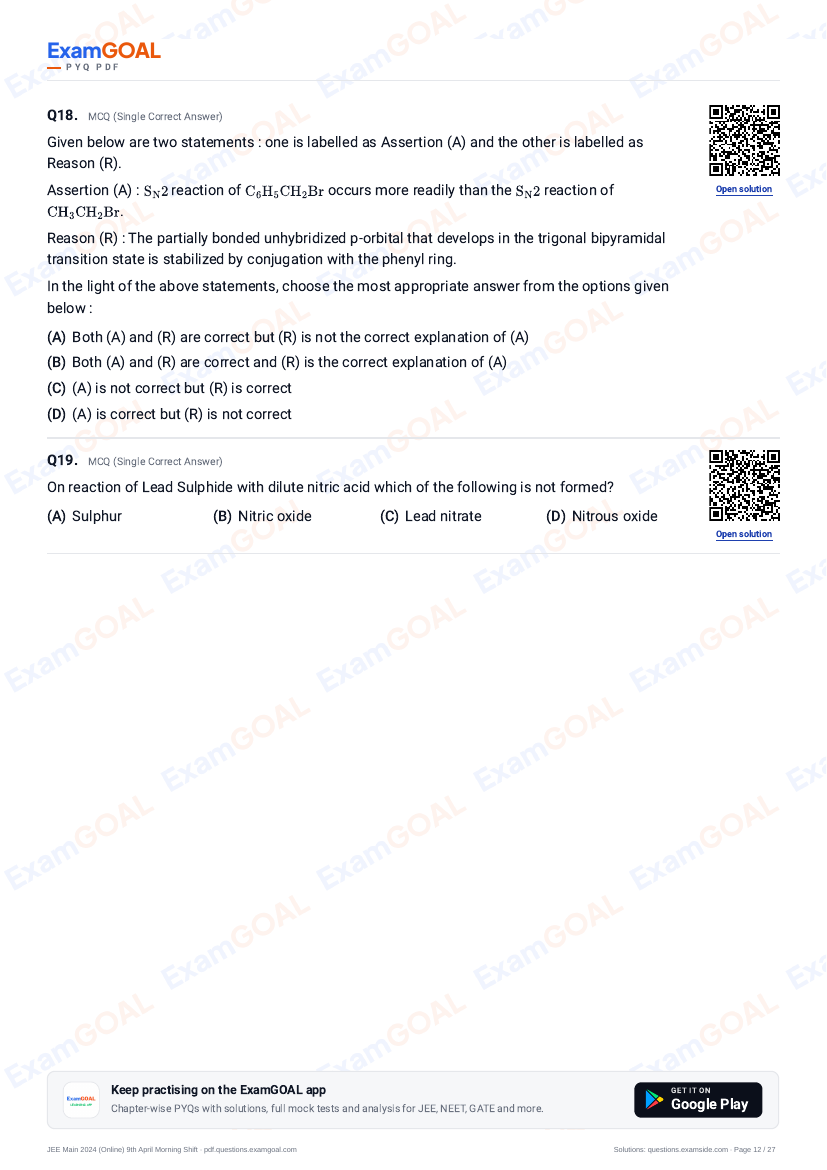 ExamGOAL
PYQ PDF
Q18. MCQ (Single Correct Answer)
Given below are two statements : one is labelled as Assertion (A) and the other is labelled as
Reason (R).
Assertion (A) : S_N2 reaction of C₆H₅CH₂Br occurs more readily than the S_N2 reaction of
CH₃CH₂Br.
Reason (R) : The partially bonded unhybridized p-orbital that develops in the trigonal bipyramidal
transition state is stabilized by conjugation with the phenyl ring.
In the light of the above statements, choose the most appropriate answer from the options given
below :
(A) Both (A) and (R) are correct but (R) is not the correct explanation of (A)
(B) Both (A) and (R) are correct and (R) is the correct explanation of (A)
(C) (A) is not correct but (R) is correct
(D) (A) is correct but (R) is not correct
Open solution
Q19. MCQ (Single Correct Answer)
On reaction of Lead Sulphide with dilute nitric acid which of the following is not formed?
(A) Sulphur (B) Nitric oxide (C) Lead nitrate (D) Nitrous oxide
Open solution
Keep practising on the ExamGOAL app
Chapter-wise PYQs with solutions, full mock tests and analysis for JEE, NEET, GATE and more.
GET IT ON
Google Play
JEE Main 2024 (Online) 9th April Morning Shift · pdf.questions.examgoal.com
Solutions: questions.examside.com · Page 12 / 27